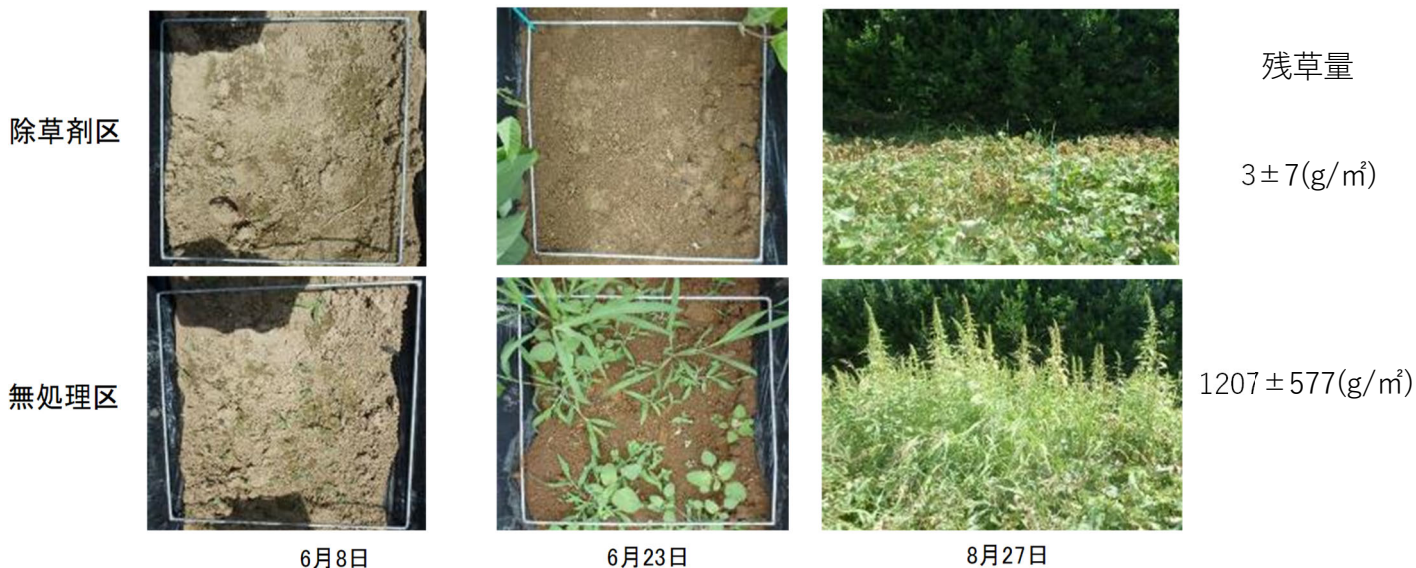 残草量
除草剤区
3±7(g/㎡)
無処理区
1207±577(g/㎡)
6月8日
6月23日
8月27日